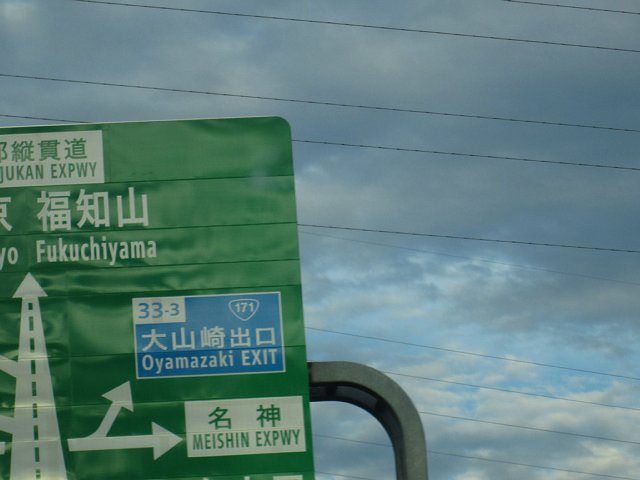 都縦貫道
JUKAN EXPWY
京 福知山
yo Fukuchiyama
33-3 171
大山崎出口
Oyamazaki EXIT
名神
MEISHIN EXPWY